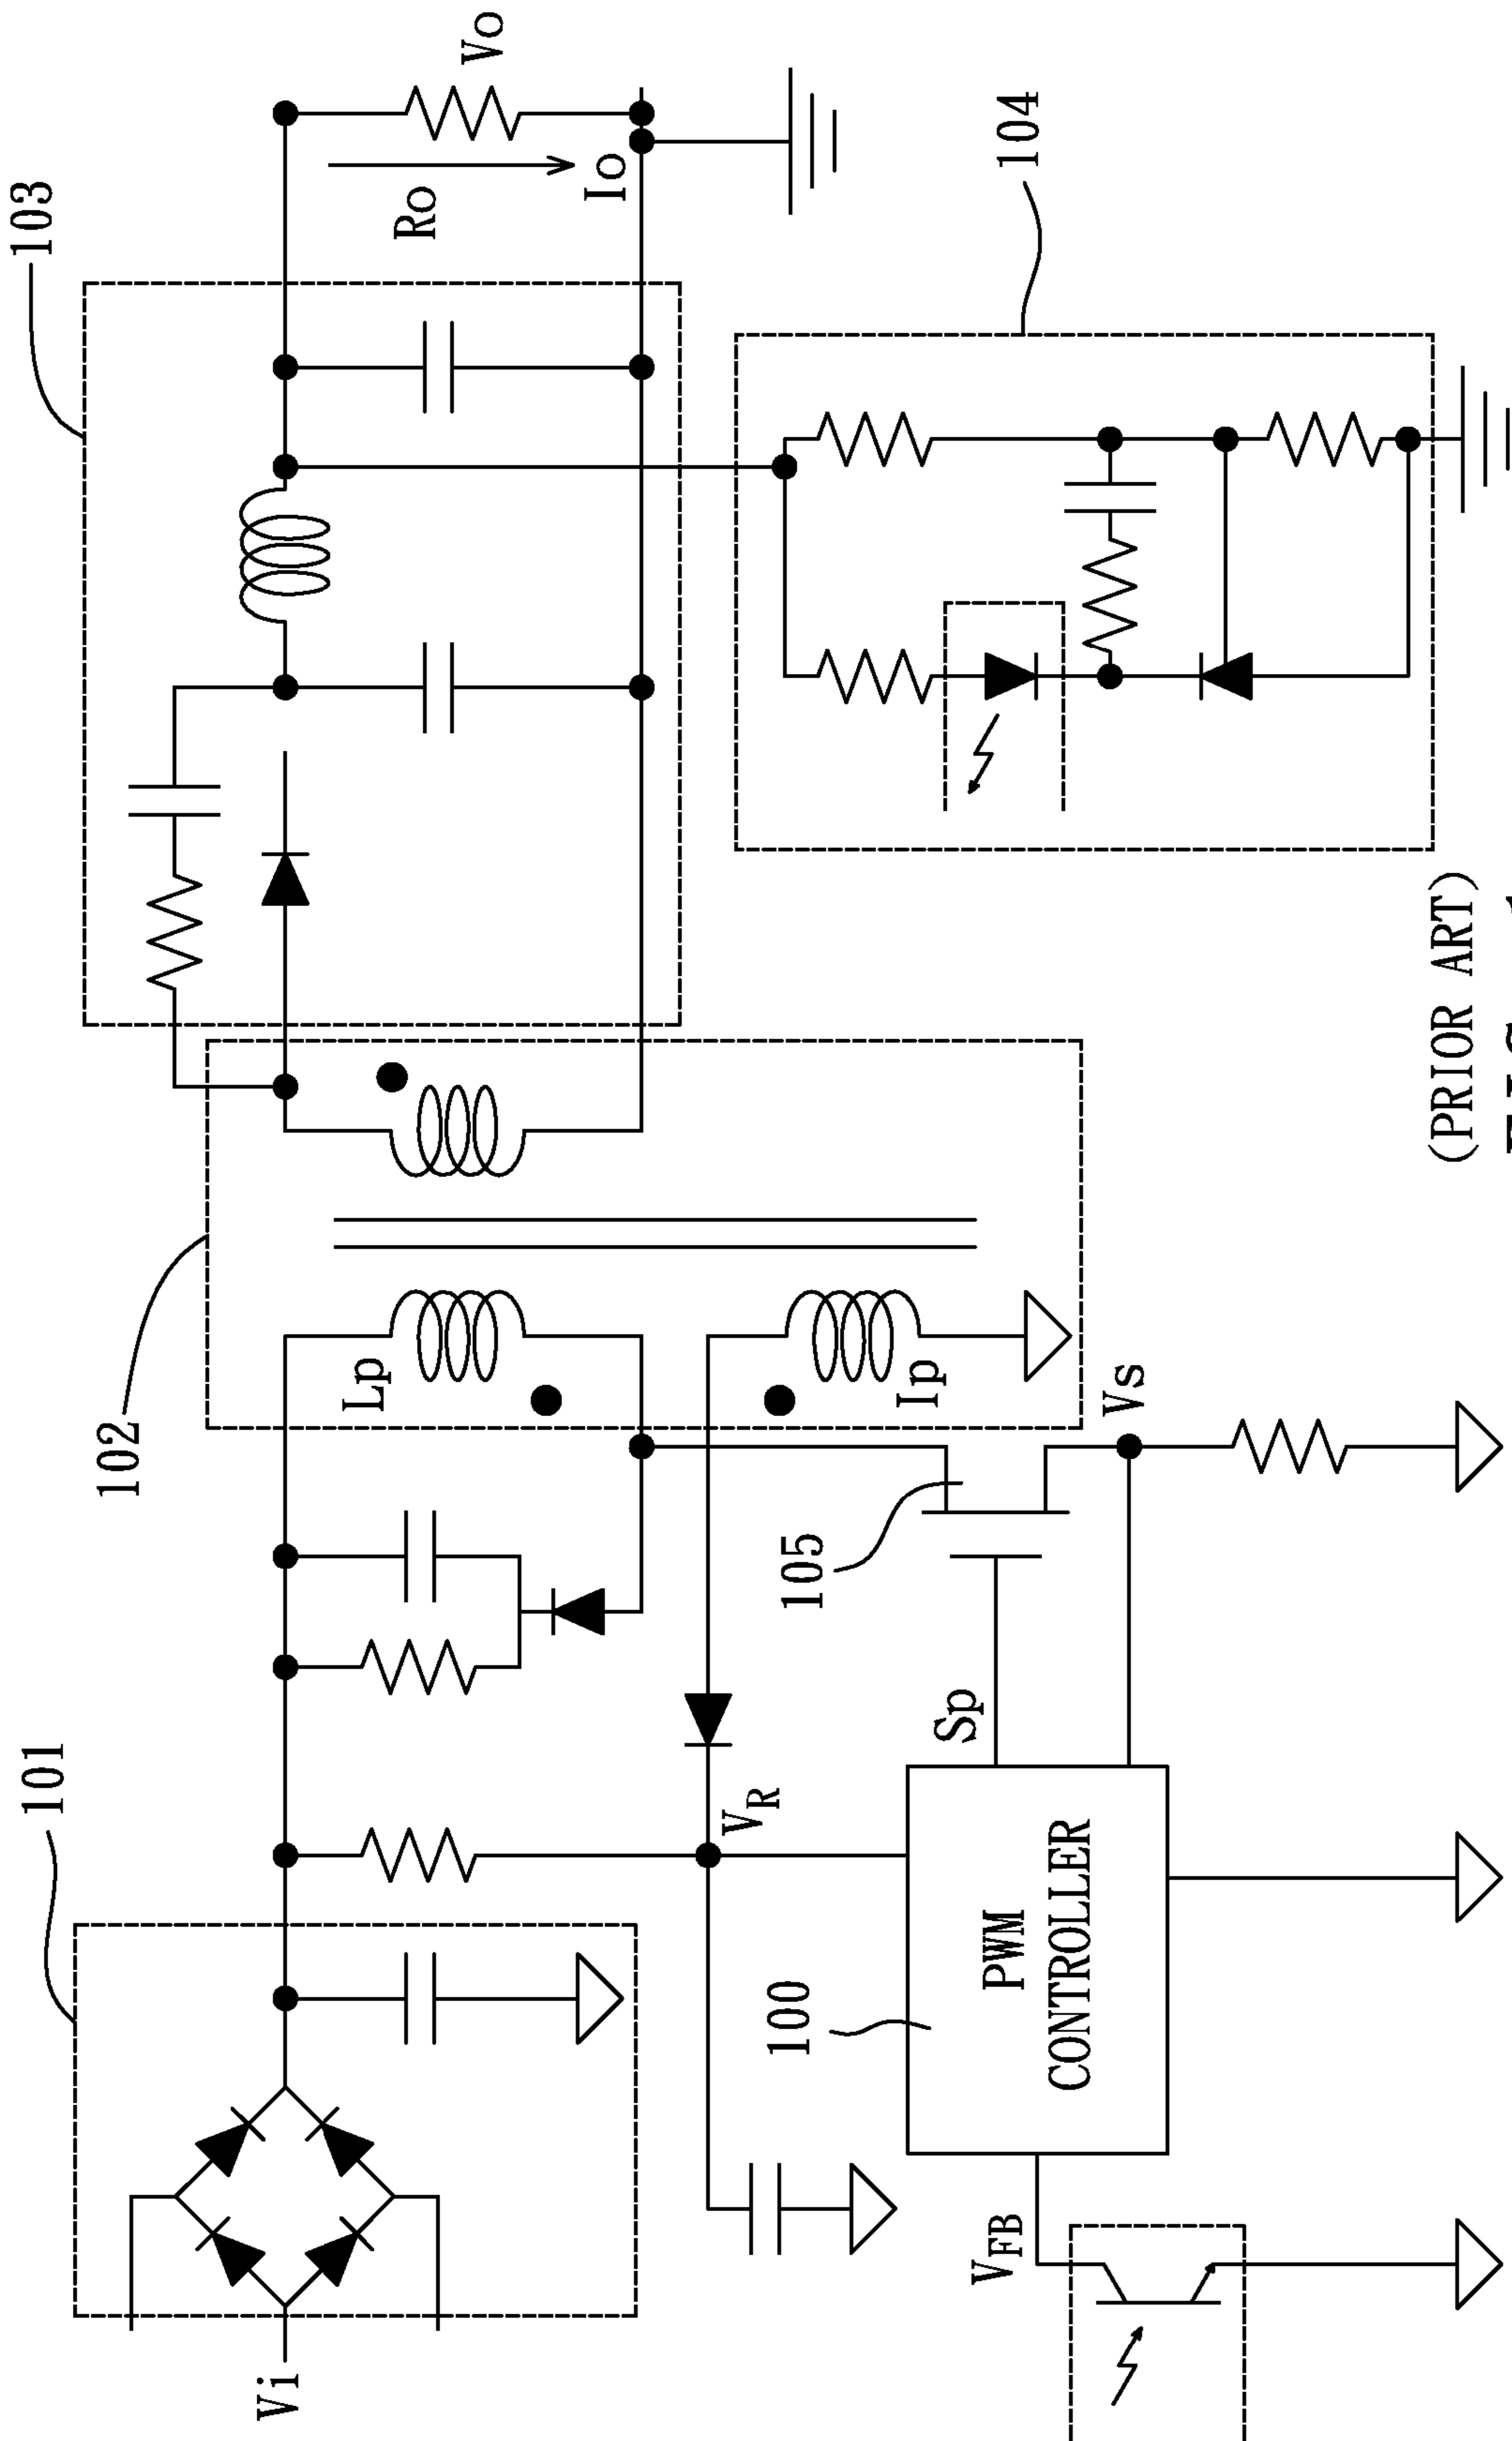 101
102
103
Vi
Lp
Ip
Ro
Vo
Io
104
105
VR
Sp
Vs
100
PWM
CONTROLLER
VFB
(PRIOR ART)